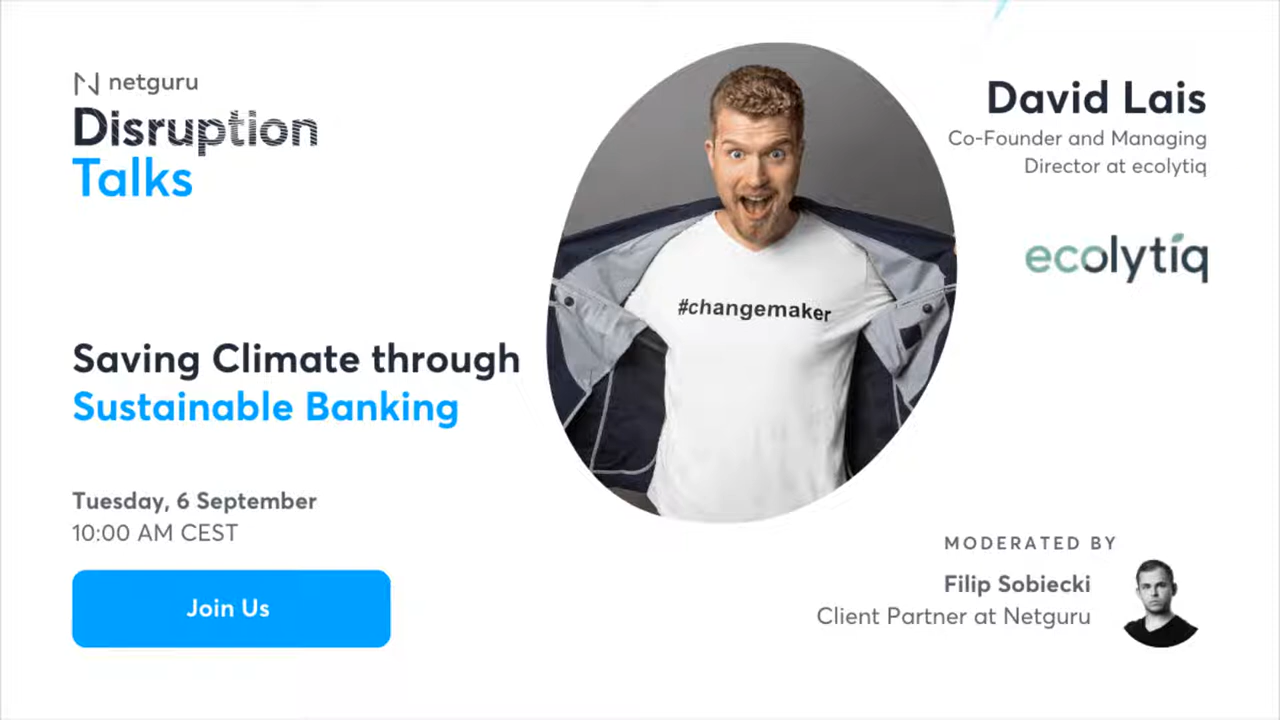 netguru
Disruption
Talks
Saving Climate through
Sustainable Banking
Tuesday, 6 September
10:00 AM CEST
Join Us
#changemaker
David Lais
Co-Founder and Managing
Director at ecolytiq
ecolytiq
MODERATED BY
Filip Sobiecki
Client Partner at Netguru